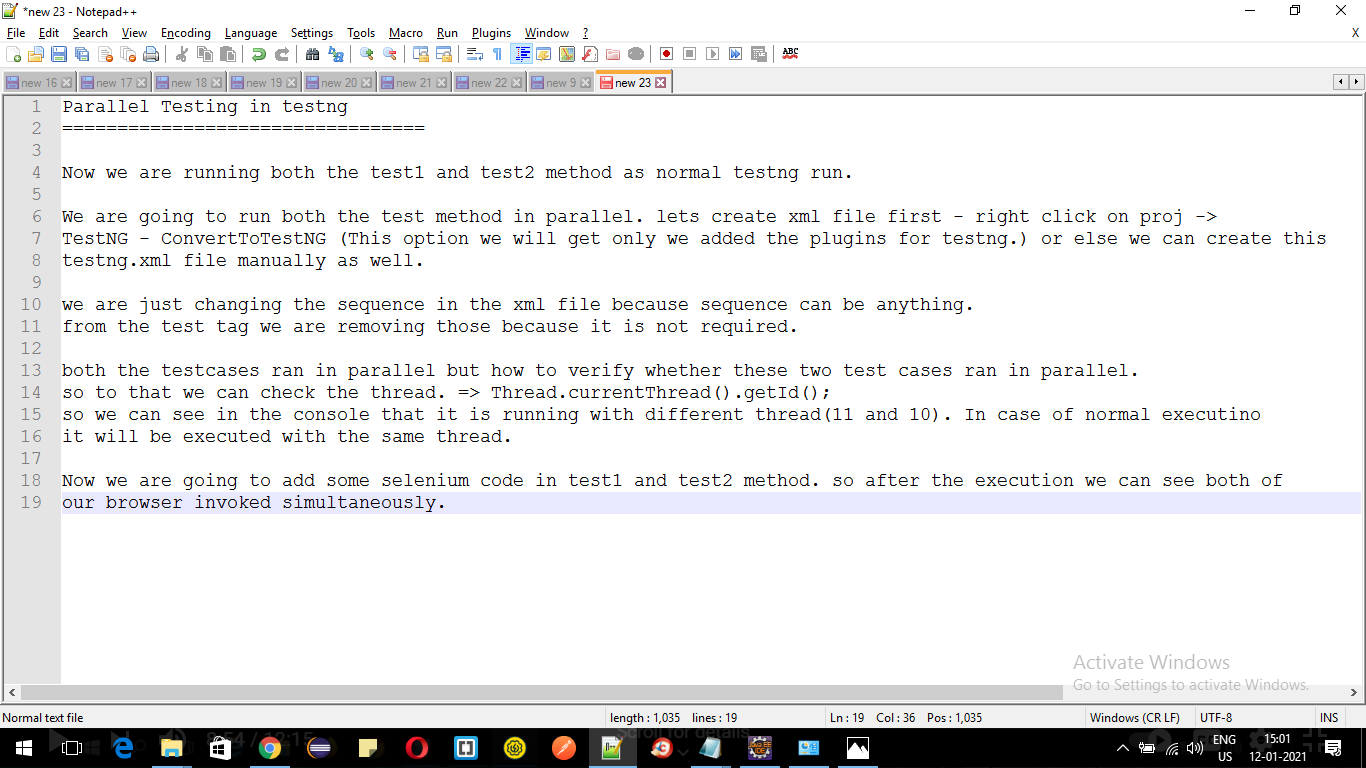 *new 23 - Notepad++
File Edit Search View Encoding Language Settings Tools Macro Run Plugins Window ? X
ABC
new 16 new 17 new 18 new 19 new 20 new 21 new 22 new 9 new 23
1 Parallel Testing in testng
2 =================================
3
4 Now we are running both the test1 and test2 method as normal testng run.
5
6 We are going to run both the test method in parallel. lets create xml file first - right click on proj ->
7 TestNG - ConvertToTestNG (This option we will get only we added the plugins for testng.) or else we can create this
8 testng.xml file manually as well.
9
10 we are just changing the sequence in the xml file because sequence can be anything.
11 from the test tag we are removing those because it is not required.
12
13 both the testcases ran in parallel but how to verify whether these two test cases ran in parallel.
14 so to that we can check the thread. => Thread.currentThread().getId();
15 so we can see in the console that it is running with different thread(11 and 10). In case of normal executino
16 it will be executed with the same thread.
17
18 Now we are going to add some selenium code in test1 and test2 method. so after the execution we can see both of
19 our browser invoked simultaneously.
Activate Windows
Go to Settings to activate Windows.
Normal text file length : 1,035 lines : 19 Ln : 19 Col : 36 Pos : 1,035 Windows (CR LF) UTF-8 INS
8:54 / 12:15
Scroll for details
ENG 15:01
US 12-01-2021